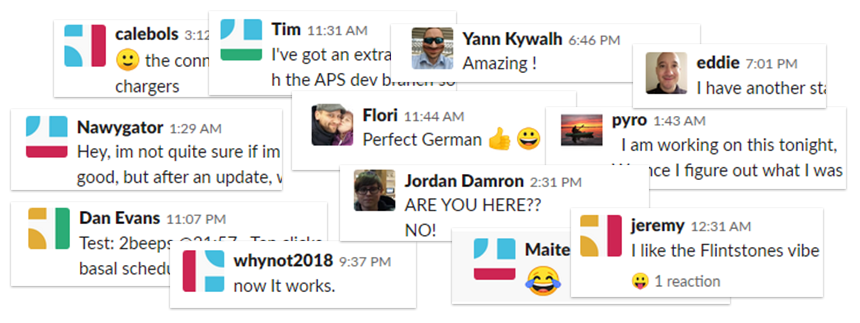 calebols 3:12
🙂 the conn
chargers
Tim 11:31 AM
I've got an extra
h the APS dev branch so
Yann Kywalh 6:46 PM
Amazing !
eddie 7:01 PM
I have another sta
Nawygator 1:29 AM
Hey, im not quite sure if im
good, but after an update, w
Flori 11:44 AM
Perfect German 👍 😀
pyro 1:43 AM
I am working on this tonight,
once I figure out what I was
Jordan Damron 2:31 PM
ARE YOU HERE??
NO!
Dan Evans 11:07 PM
Test: 2beeps
basal schedu
whynot2018 9:37 PM
now It works.
Maite
😂
jeremy 12:31 AM
I like the Flintstones vibe
😛 1 reaction